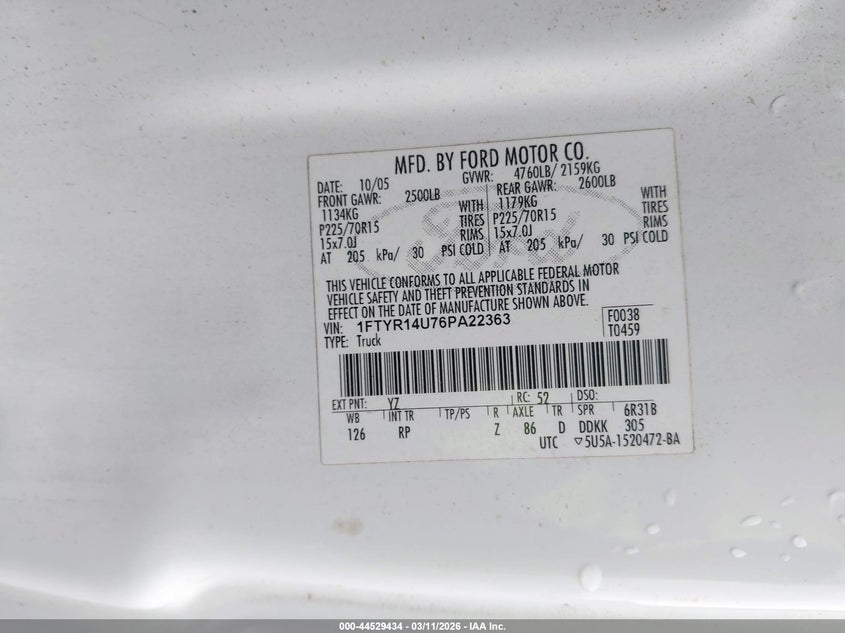 MFD. BY FORD MOTOR CO.
DATE: 10/05 GVWR: 4760LB/ 2159KG
FRONT GAWR: 2500LB REAR GAWR: 2600LB
1134KG WITH 1179KG WITH
P225/70R15 TIRES P225/70R15 TIRES
15x7.0J RIMS 15x7.0J RIMS
AT 205 kPa/ 30 PSI COLD AT 205 kPa/ 30 PSI COLD
Ford
THIS VEHICLE CONFORMS TO ALL APPLICABLE FEDERAL MOTOR
VEHICLE SAFETY AND THEFT PREVENTION STANDARDS IN
EFFECT ON THE DATE OF MANUFACTURE SHOWN ABOVE.
VIN: 1FTYR14U76PA22363 F0038
TYPE: Truck T0459
EXT PNT: YZ RC: 52 DSO:
WB INT TR TP/PS R AXLE TR SPR 6R31B
126 RP Z 86 D DDKK 305
UTC ▽5U5A-1520472-BA
000-44529434 - 03/11/2026 - IAA Inc.